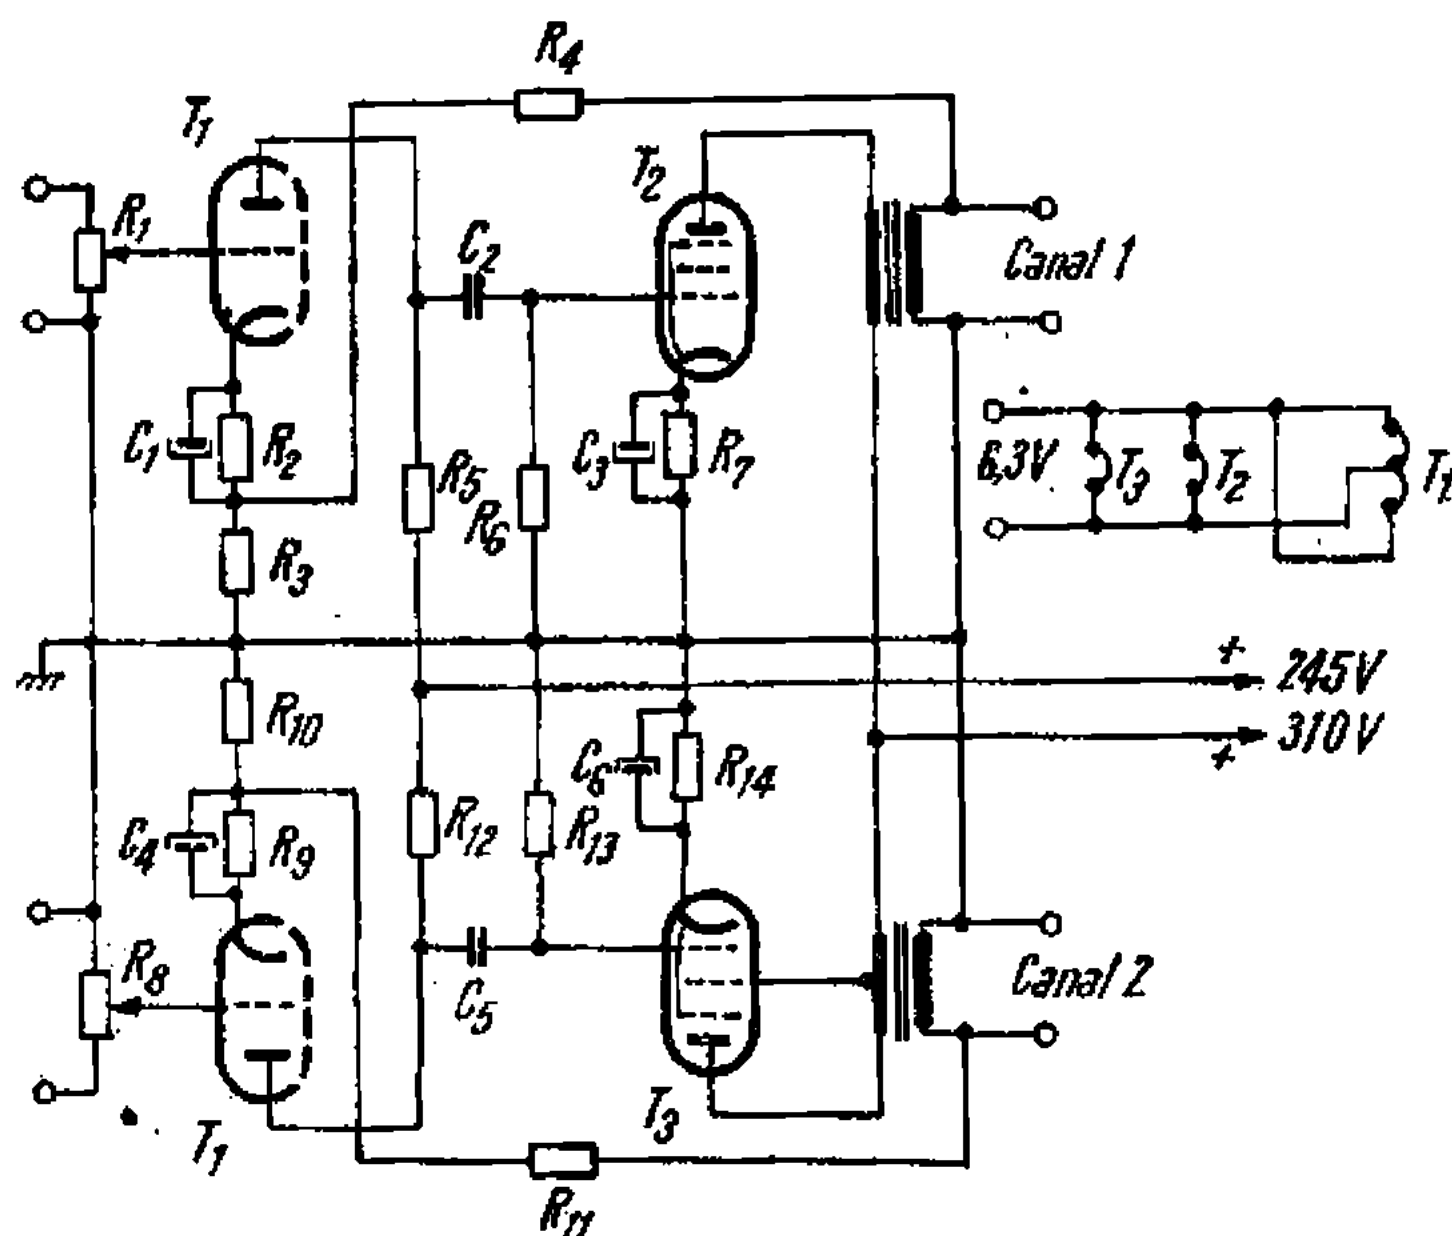 R4
T1
T2
R1
C2
Canal 1
C1
R2
R5
C3
R7
6,3V
T3
T2
T1
R6
R3
+
245V
R10
310V
+
C6
R14
C4
R9
R12
R13
R8
C5
Canal 2
T1
T3
R11